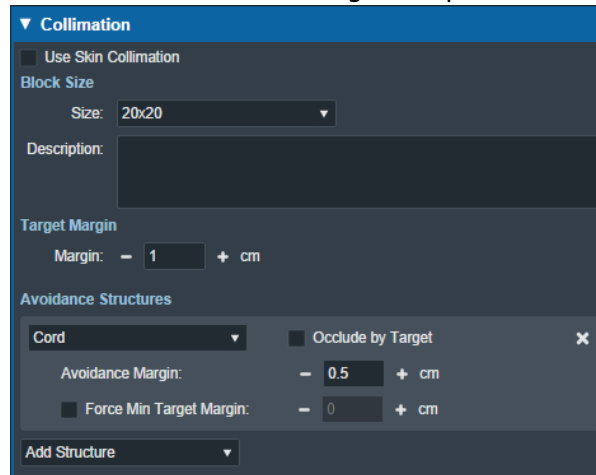 ▼ Collimation
Use Skin Collimation
Block Size
Size: 20x20 ▼
Description:
Target Margin
Margin: − 1 + cm
Avoidance Structures
Cord ▼ Occlude by Target ✖
Avoidance Margin: − 0.5 + cm
Force Min Target Margin: − 0 + cm
Add Structure ▼